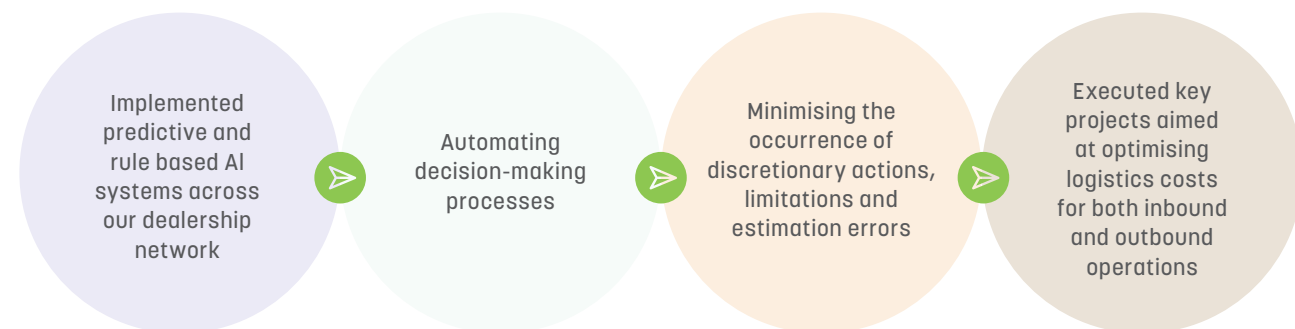 Implemented
predictive and
rule based AI
systems across
our dealership
network
Automating
decision-making
processes
Minimising the
occurrence of
discretionary actions,
limitations and
estimation errors
Executed key
projects aimed
at optimising
logistics costs
for both inbound
and outbound
operations